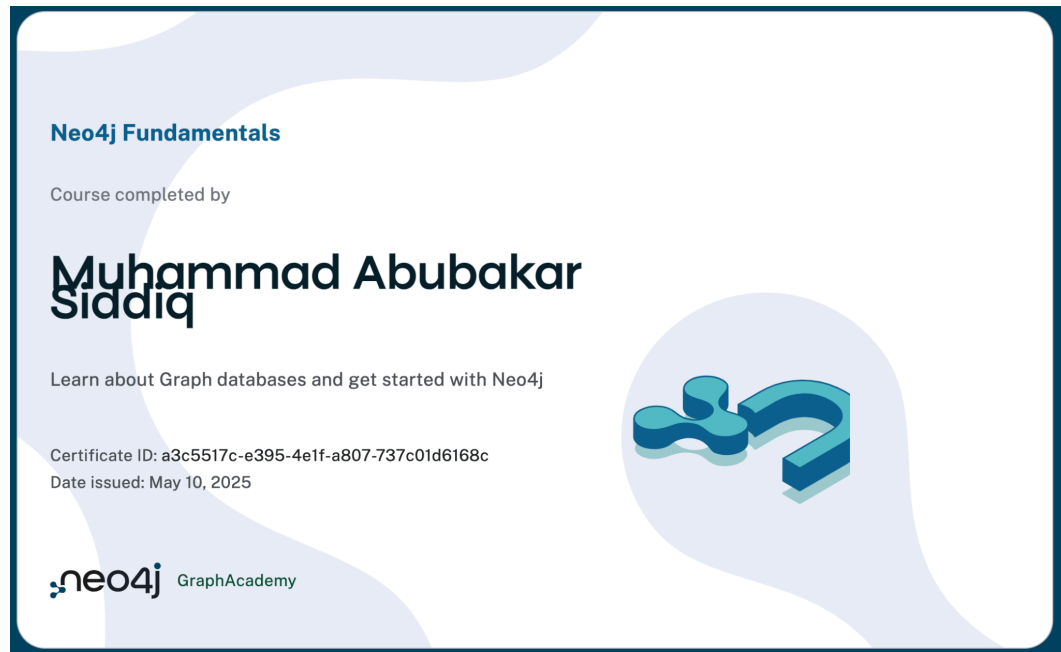 Neo4j Fundamentals
Course completed by
Muhammad Abubakar
Siddiq
Learn about Graph databases and get started with Neo4j
Certificate ID: a3c5517c-e395-4e1f-a807-737c01d6168c
Date issued: May 10, 2025
neo4j GraphAcademy